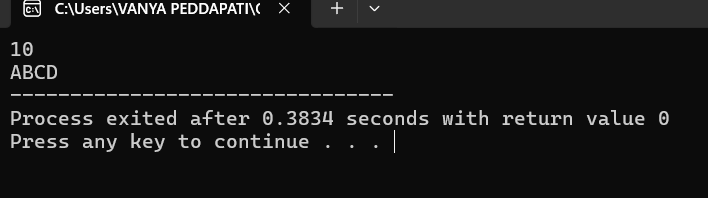 C:\Users\VANYA PEDDAPATI\
10
ABCD
--------------------------------
Process exited after 0.3834 seconds with return value 0
Press any key to continue . . .